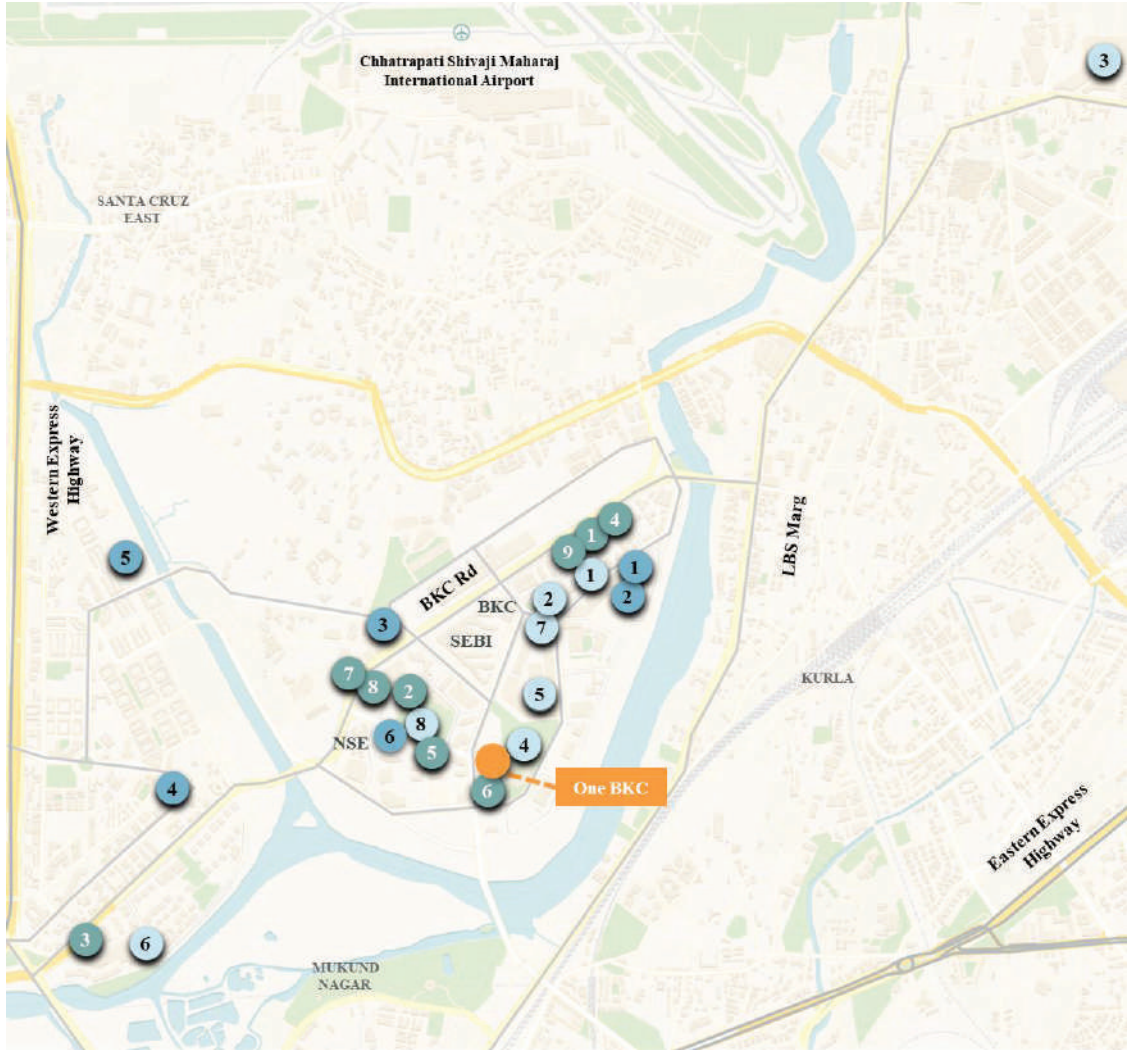 Chhatrapati Shivaji Maharaj
International Airport
3
SANTA CRUZ
EAST
Western Express
Highway
LBS Marg
BKC Rd
4
1
9
5
1
1
2
2
BKC
7
3
SEBI
7
8
2
5
KURLA
8
6
NSE
5
4
One BKC
6
4
Eastern Express
Highway
3
6
MUKUND
NAGAR